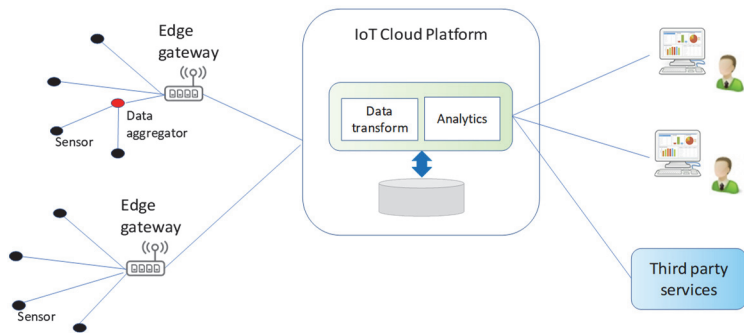 IoT Cloud Platform
Edge
gateway
Data
aggregator
Sensor
Data
transform
Analytics
Edge
gateway
Sensor
Third party
services